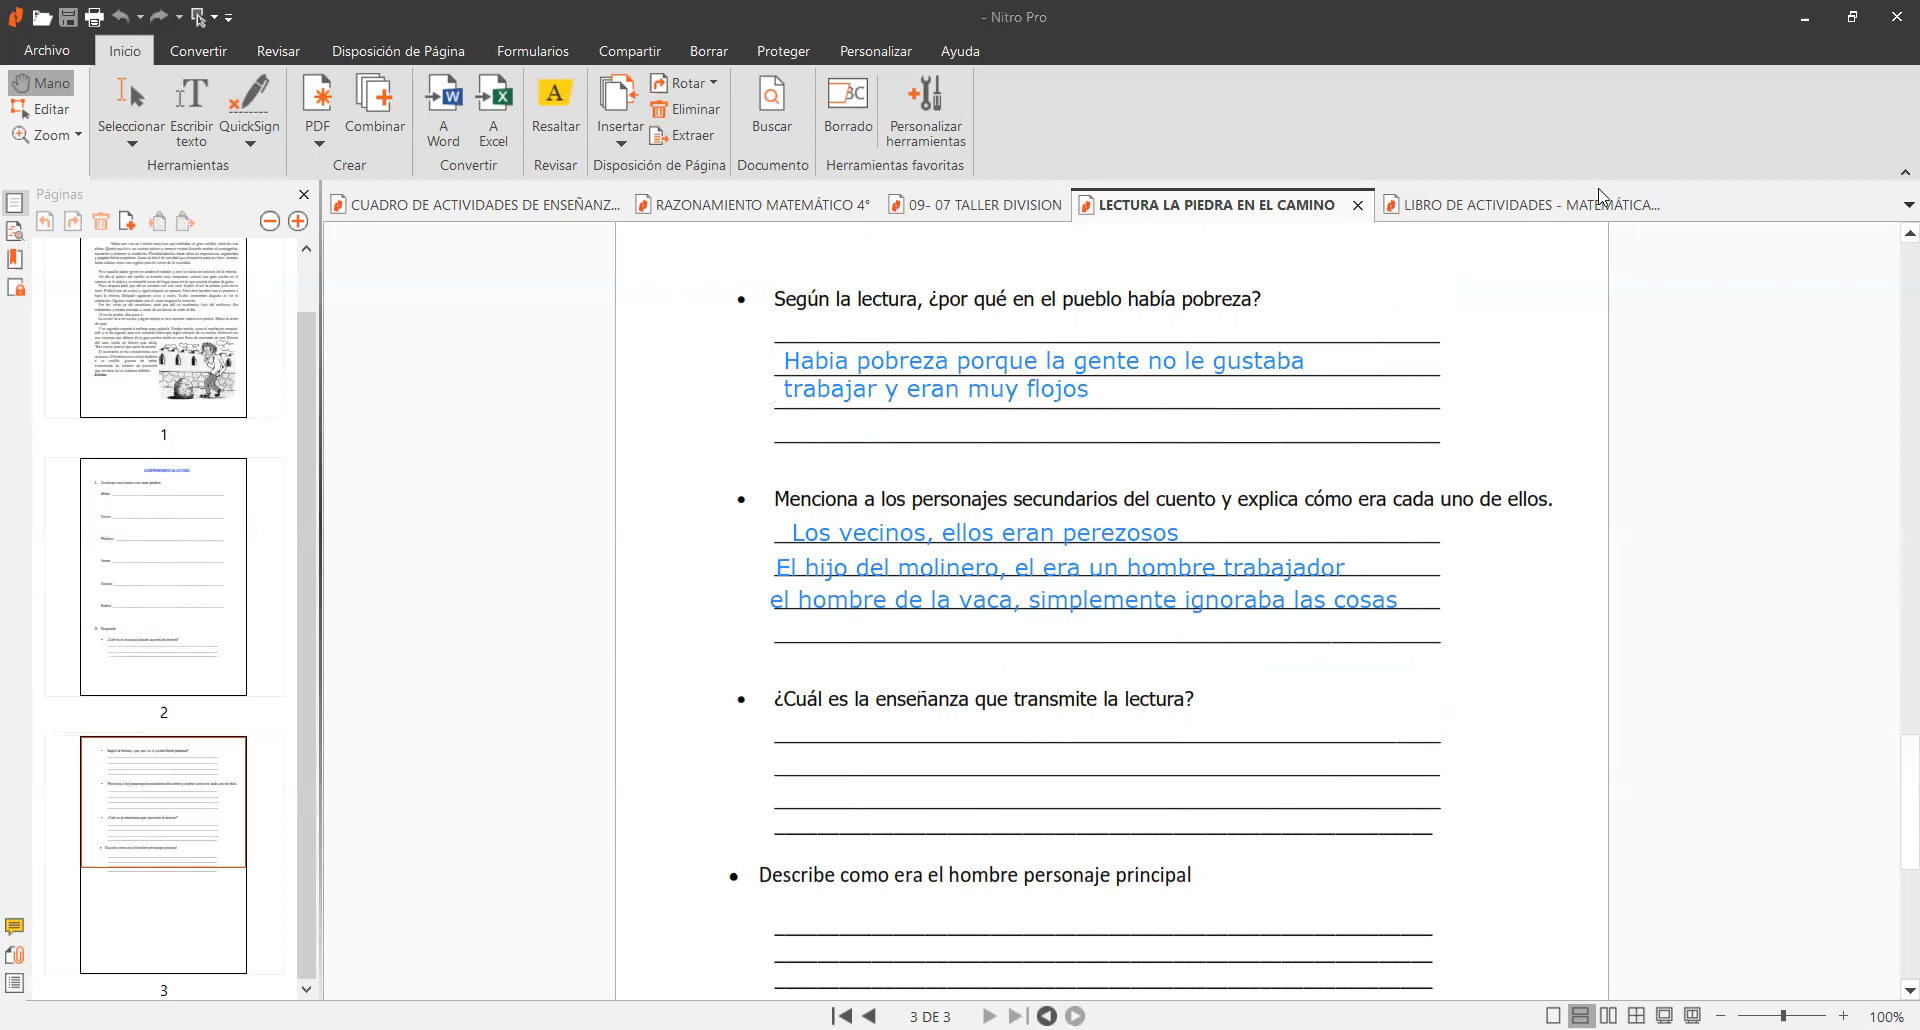 - Nitro Pro
Archivo
Inicio
Convertir
Revisar
Disposición de Página
Formularios
Compartir
Borrar
Proteger
Personalizar
Ayuda
Mano
Editar
Zoom
Seleccionar
Escribir texto
QuickSign
Herramientas
PDF
Combinar
Crear
A Word
A Excel
Convertir
Resaltar
Revisar
Insertar
Rotar
Eliminar
Extraer
Disposición de Página
Buscar
Documento
Borrado
Personalizar herramientas
Herramientas favoritas
Páginas
CUADRO DE ACTIVIDADES DE ENSEÑANZ...
RAZONAMIENTO MATEMÁTICO 4°
09- 07 TALLER DIVISION
LECTURA LA PIEDRA EN EL CAMINO
LIBRO DE ACTIVIDADES - MATEMÁTICA...
1
2
3
• Según la lectura, ¿por qué en el pueblo había pobreza?
Habia pobreza porque la gente no le gustaba
trabajar y eran muy flojos
• Menciona a los personajes secundarios del cuento y explica cómo era cada uno de ellos.
Los vecinos, ellos eran perezosos
El hijo del molinero, el era un hombre trabajador
el hombre de la vaca, simplemente ignoraba las cosas
• ¿Cuál es la enseñanza que transmite la lectura?
• Describe como era el hombre personaje principal
3 DE 3
100%